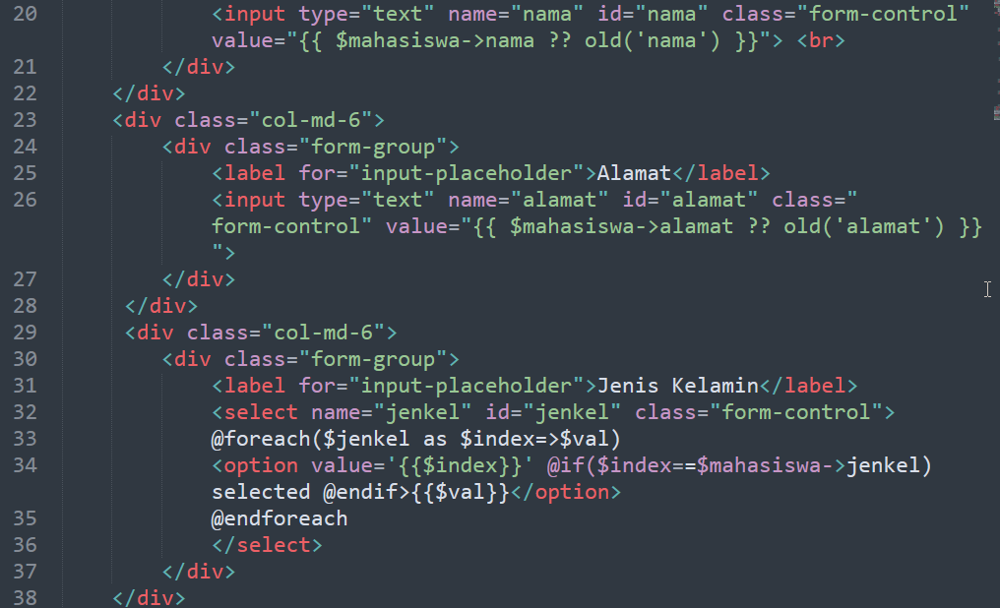 20 <input type="text" name="nama" id="nama" class="form-control"
value="{{ $mahasiswa->nama ?? old('nama') }}"> <br>
21 </div>
22 </div>
23 <div class="col-md-6">
24 <div class="form-group">
25 <label for="input-placeholder">Alamat</label>
26 <input type="text" name="alamat" id="alamat" class="
form-control" value="{{ $mahasiswa->alamat ?? old('alamat') }}
">
27 </div>
28 </div>
29 <div class="col-md-6">
30 <div class="form-group">
31 <label for="input-placeholder">Jenis Kelamin</label>
32 <select name="jenkel" id="jenkel" class="form-control">
33 @foreach($jenkel as $index=>$val)
34 <option value='{{$index}}' @if($index==$mahasiswa->jenkel)
selected @endif>{{$val}}</option>
35 @endforeach
36 </select>
37 </div>
38 </div>